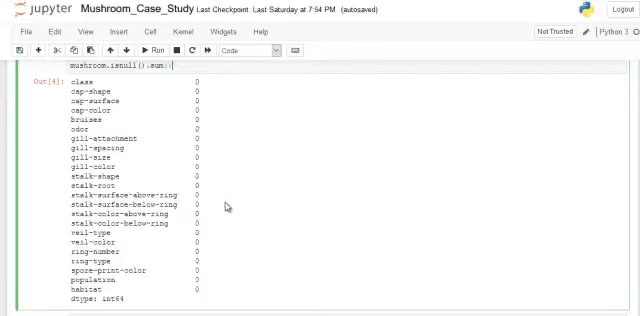 jupyter Mushroom_Case_Study Last Checkpoint: Last Saturday at 7:54 PM (autosaved) Logout
File Edit View Insert Cell Kernel Widgets Help Not Trusted Python 3
Run Code
mushroom.isnull().sum()
Out[4]: class 0
cap-shape 0
cap-surface 0
cap-color 0
bruises 0
odor 0
gill-attachment 0
gill-spacing 0
gill-size 0
gill-color 0
stalk-shape 0
stalk-root 0
stalk-surface-above-ring 0
stalk-surface-below-ring 0
stalk-color-above-ring 0
stalk-color-below-ring 0
veil-type 0
veil-color 0
ring-number 0
ring-type 0
spore-print-color 0
population 0
habitat 0
dtype: int64